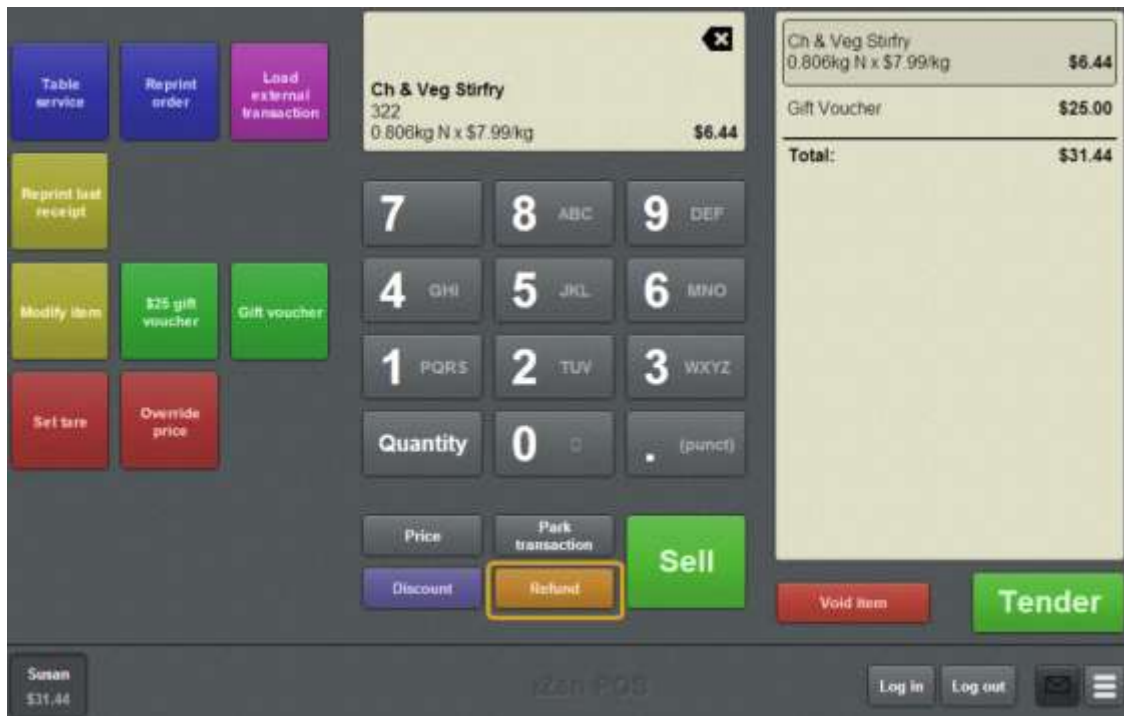 Table
service
Reprint
order
Load
external
transaction
Reprint last
receipt
Modify item
$25 gift
voucher
Gift voucher
Set tare
Override
price
Ch & Veg Stirfry
322
0.806kg N x $7.99/kg $6.44
7
8 ABC
9 DEF
4 GHI
5 JKL
6 MNO
1 PQRS
2 TUV
3 WXYZ
Quantity
0
. (punct)
Price
Park
transaction
Discount
Refund
Sell
Ch & Veg Stirfry
0.806kg N x $7.99/kg $6.44
Gift Voucher $25.00
Total: $31.44
Void item
Tender
Susan
$31.44
POS
Log in
Log out